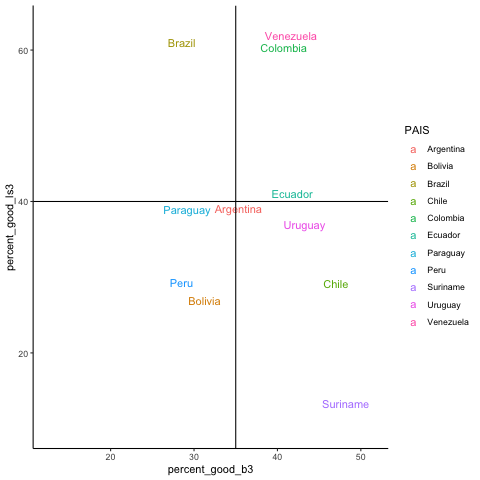 Venezuela
Brazil
Colombia
Ecuador
Paraguay
Argentina
Uruguay
Peru
Chile
Bolivia
Suriname
60
40
20
percent_good_ls3
20
30
40
50
percent_good_b3
PAIS
a Argentina
a Bolivia
a Brazil
a Chile
a Colombia
a Ecuador
a Paraguay
a Peru
a Suriname
a Uruguay
a Venezuela